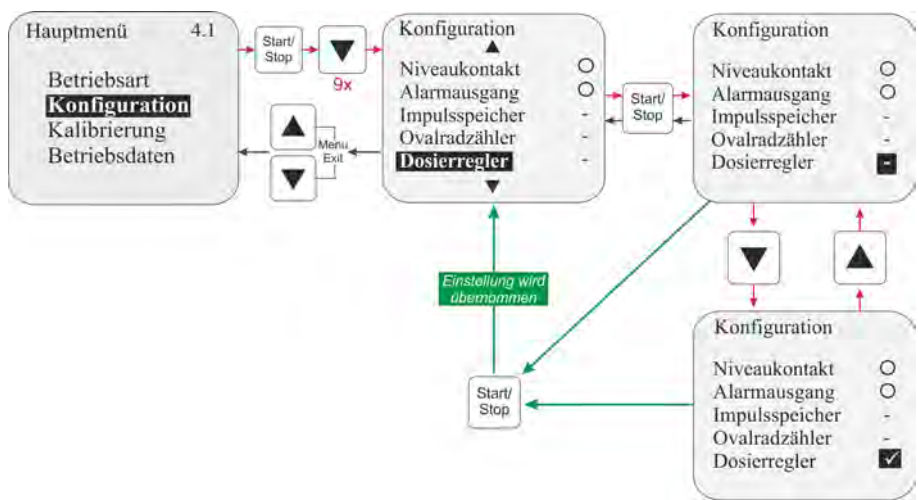 Hauptmenü 4.1
Betriebsart
Konfiguration
Kalibrierung
Betriebsdaten
Start/
Stop
9x
Menu
Exit
Konfiguration
Niveaukontakt
Alarmausgang
Impulsspeicher -
Ovalradzähler -
Dosierregler -
Start/
Stop
Konfiguration
Niveaukontakt
Alarmausgang
Impulsspeicher -
Ovalradzähler -
Dosierregler -
Einstellung wird
übernommen
Start/
Stop
Konfiguration
Niveaukontakt
Alarmausgang
Impulsspeicher -
Ovalradzähler -
Dosierregler ✓